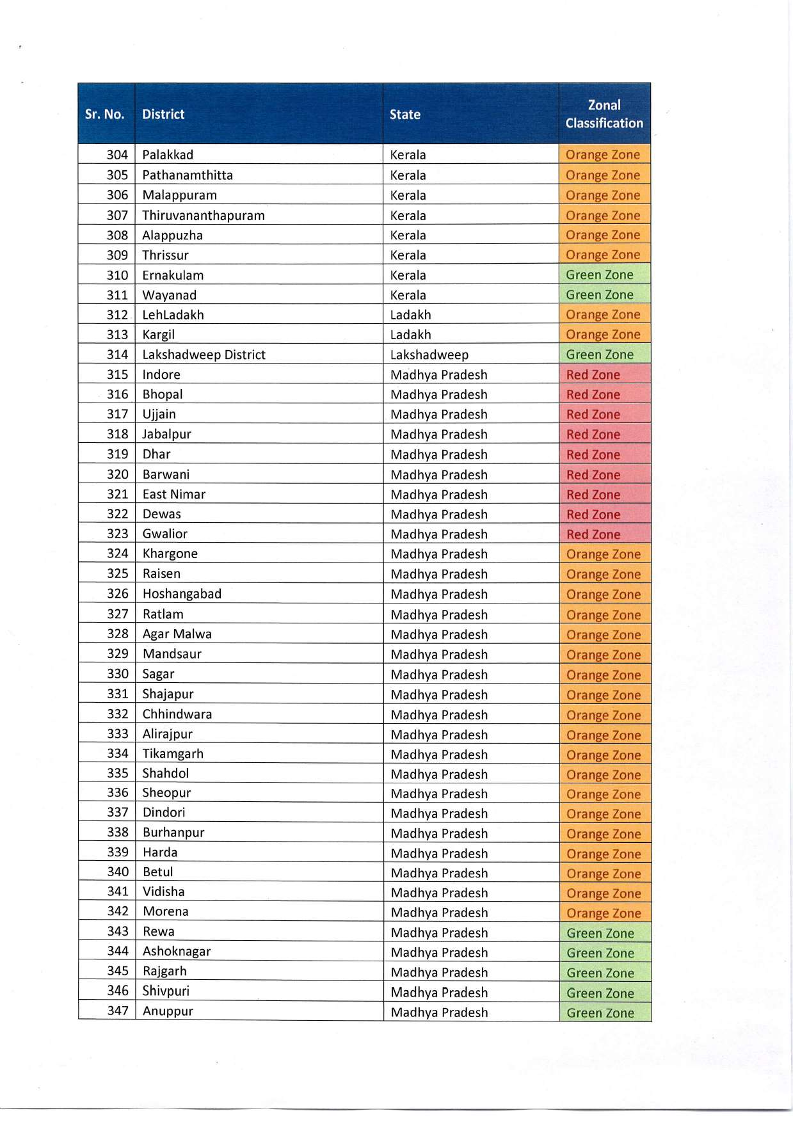 Sr. No. District State Zonal Classification
304 Palakkad Kerala Orange Zone
305 Pathanamthitta Kerala Orange Zone
306 Malappuram Kerala Orange Zone
307 Thiruvananthapuram Kerala Orange Zone
308 Alappuzha Kerala Orange Zone
309 Thrissur Kerala Orange Zone
310 Ernakulam Kerala Green Zone
311 Wayanad Kerala Green Zone
312 LehLadakh Ladakh Orange Zone
313 Kargil Ladakh Orange Zone
314 Lakshadweep District Lakshadweep Green Zone
315 Indore Madhya Pradesh Red Zone
316 Bhopal Madhya Pradesh Red Zone
317 Ujjain Madhya Pradesh Red Zone
318 Jabalpur Madhya Pradesh Red Zone
319 Dhar Madhya Pradesh Red Zone
320 Barwani Madhya Pradesh Red Zone
321 East Nimar Madhya Pradesh Red Zone
322 Dewas Madhya Pradesh Red Zone
323 Gwalior Madhya Pradesh Red Zone
324 Khargone Madhya Pradesh Orange Zone
325 Raisen Madhya Pradesh Orange Zone
326 Hoshangabad Madhya Pradesh Orange Zone
327 Ratlam Madhya Pradesh Orange Zone
328 Agar Malwa Madhya Pradesh Orange Zone
329 Mandsaur Madhya Pradesh Orange Zone
330 Sagar Madhya Pradesh Orange Zone
331 Shajapur Madhya Pradesh Orange Zone
332 Chhindwara Madhya Pradesh Orange Zone
333 Alirajpur Madhya Pradesh Orange Zone
334 Tikamgarh Madhya Pradesh Orange Zone
335 Shahdol Madhya Pradesh Orange Zone
336 Sheopur Madhya Pradesh Orange Zone
337 Dindori Madhya Pradesh Orange Zone
338 Burhanpur Madhya Pradesh Orange Zone
339 Harda Madhya Pradesh Orange Zone
340 Betul Madhya Pradesh Orange Zone
341 Vidisha Madhya Pradesh Orange Zone
342 Morena Madhya Pradesh Orange Zone
343 Rewa Madhya Pradesh Green Zone
344 Ashoknagar Madhya Pradesh Green Zone
345 Rajgarh Madhya Pradesh Green Zone
346 Shivpuri Madhya Pradesh Green Zone
347 Anuppur Madhya Pradesh Green Zone